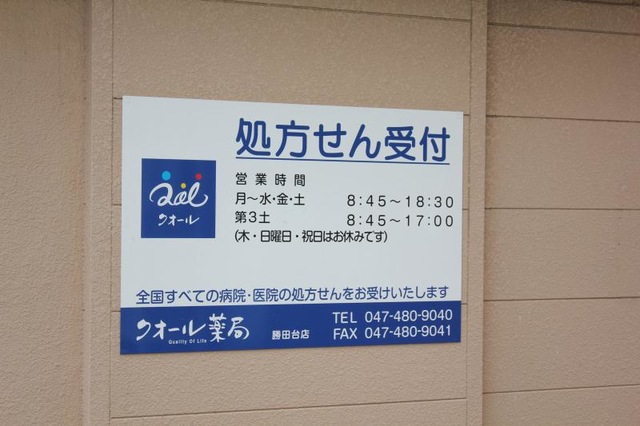 処方せん受付
Qol
クオール
営業時間
月～水・金・土 8:45～18:30
第3土 8:45～17:00
(木・日曜日・祝日はお休みです)
全国すべての病院・医院の処方せんをお受けいたします
クオール薬局 勝田台店
Quality Of Life
TEL 047-480-9040
FAX 047-480-9041